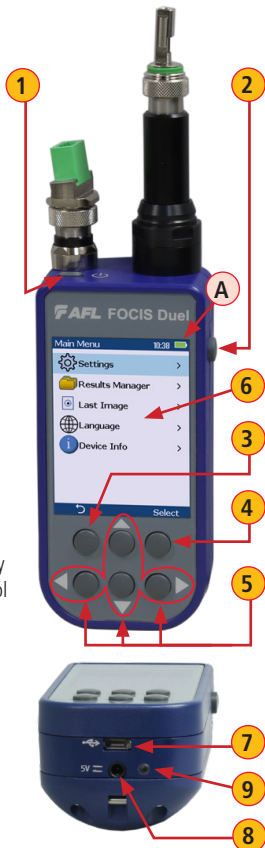 1
2
A
AFL FOCIS Duel
Main Menu 10:38
Settings
Results Manager
Last Image
Language
Device Info
Select
6
3
4
y
ol
5
7
5V
9
8